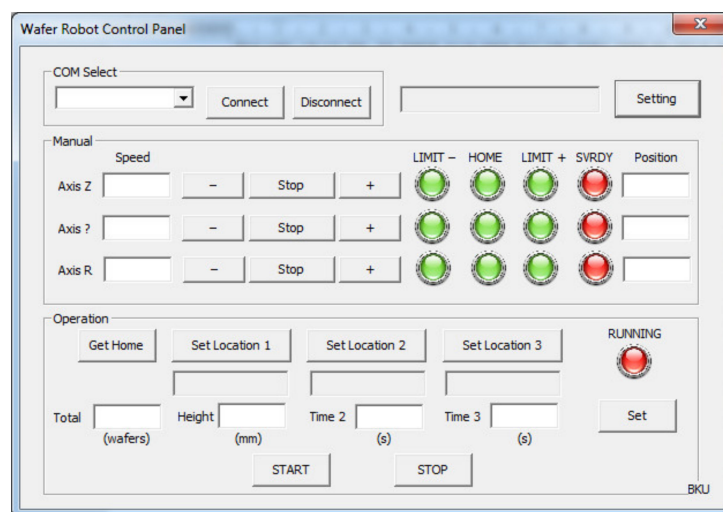 Wafer Robot Control Panel
COM Select
Connect Disconnect Setting
Manual
Speed LIMIT − HOME LIMIT + SVRDY Position
Axis Z − Stop +
Axis ? − Stop +
Axis R − Stop +
Operation
Get Home Set Location 1 Set Location 2 Set Location 3 RUNNING
Total Height Time 2 Time 3 Set
(wafers) (mm) (s) (s)
START STOP
BKU